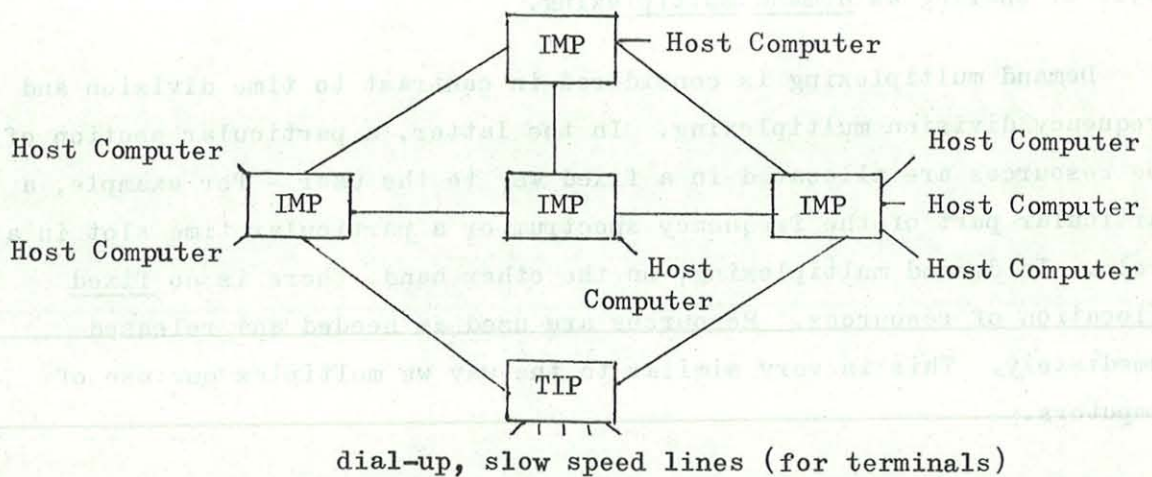 IMP Host Computer
Host Computer Host Computer
IMP IMP IMP Host Computer
Host Computer Host Computer
Host
Computer
TIP
dial-up, slow speed lines (for terminals)